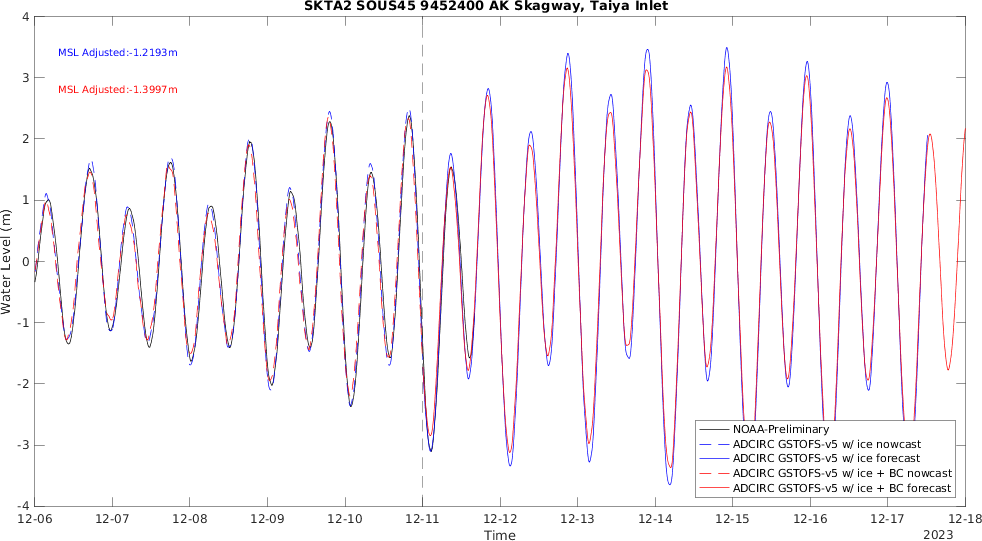 SKTA2 SOUS45 9452400 AK Skagway, Taiya Inlet
4
3
2
1
0
-1
-2
-3
-4
Water Level (m)
MSL Adjusted:-1.2193m
MSL Adjusted:-1.3997m
NOAA-Preliminary
ADCIRC GSTOFS-v5 w/ ice nowcast
ADCIRC GSTOFS-v5 w/ ice forecast
ADCIRC GSTOFS-v5 w/ ice + BC nowcast
ADCIRC GSTOFS-v5 w/ ice + BC forecast
12-06 12-07 12-08 12-09 12-10 12-11 12-12 12-13 12-14 12-15 12-16 12-17 12-18
Time
2023